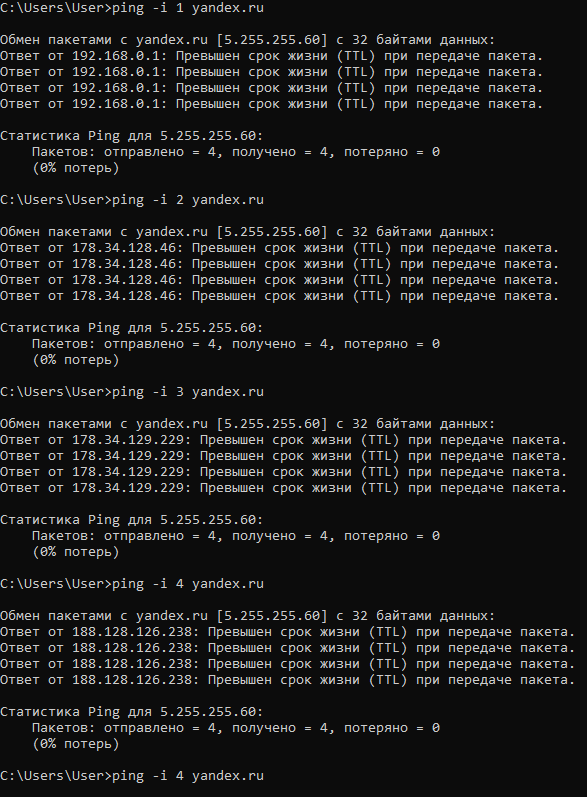 C:\Users\User>ping -i 1 yandex.ru
Обмен пакетами с yandex.ru [5.255.255.60] с 32 байтами данных:
Ответ от 192.168.0.1: Превышен срок жизни (TTL) при передаче пакета.
Ответ от 192.168.0.1: Превышен срок жизни (TTL) при передаче пакета.
Ответ от 192.168.0.1: Превышен срок жизни (TTL) при передаче пакета.
Ответ от 192.168.0.1: Превышен срок жизни (TTL) при передаче пакета.
Статистика Ping для 5.255.255.60:
Пакетов: отправлено = 4, получено = 4, потеряно = 0
(0% потерь)
C:\Users\User>ping -i 2 yandex.ru
Обмен пакетами с yandex.ru [5.255.255.60] с 32 байтами данных:
Ответ от 178.34.128.46: Превышен срок жизни (TTL) при передаче пакета.
Ответ от 178.34.128.46: Превышен срок жизни (TTL) при передаче пакета.
Ответ от 178.34.128.46: Превышен срок жизни (TTL) при передаче пакета.
Ответ от 178.34.128.46: Превышен срок жизни (TTL) при передаче пакета.
Статистика Ping для 5.255.255.60:
Пакетов: отправлено = 4, получено = 4, потеряно = 0
(0% потерь)
C:\Users\User>ping -i 3 yandex.ru
Обмен пакетами с yandex.ru [5.255.255.60] с 32 байтами данных:
Ответ от 178.34.129.229: Превышен срок жизни (TTL) при передаче пакета.
Ответ от 178.34.129.229: Превышен срок жизни (TTL) при передаче пакета.
Ответ от 178.34.129.229: Превышен срок жизни (TTL) при передаче пакета.
Ответ от 178.34.129.229: Превышен срок жизни (TTL) при передаче пакета.
Статистика Ping для 5.255.255.60:
Пакетов: отправлено = 4, получено = 4, потеряно = 0
(0% потерь)
C:\Users\User>ping -i 4 yandex.ru
Обмен пакетами с yandex.ru [5.255.255.60] с 32 байтами данных:
Ответ от 188.128.126.238: Превышен срок жизни (TTL) при передаче пакета.
Ответ от 188.128.126.238: Превышен срок жизни (TTL) при передаче пакета.
Ответ от 188.128.126.238: Превышен срок жизни (TTL) при передаче пакета.
Ответ от 188.128.126.238: Превышен срок жизни (TTL) при передаче пакета.
Статистика Ping для 5.255.255.60:
Пакетов: отправлено = 4, получено = 4, потеряно = 0
(0% потерь)
C:\Users\User>ping -i 4 yandex.ru